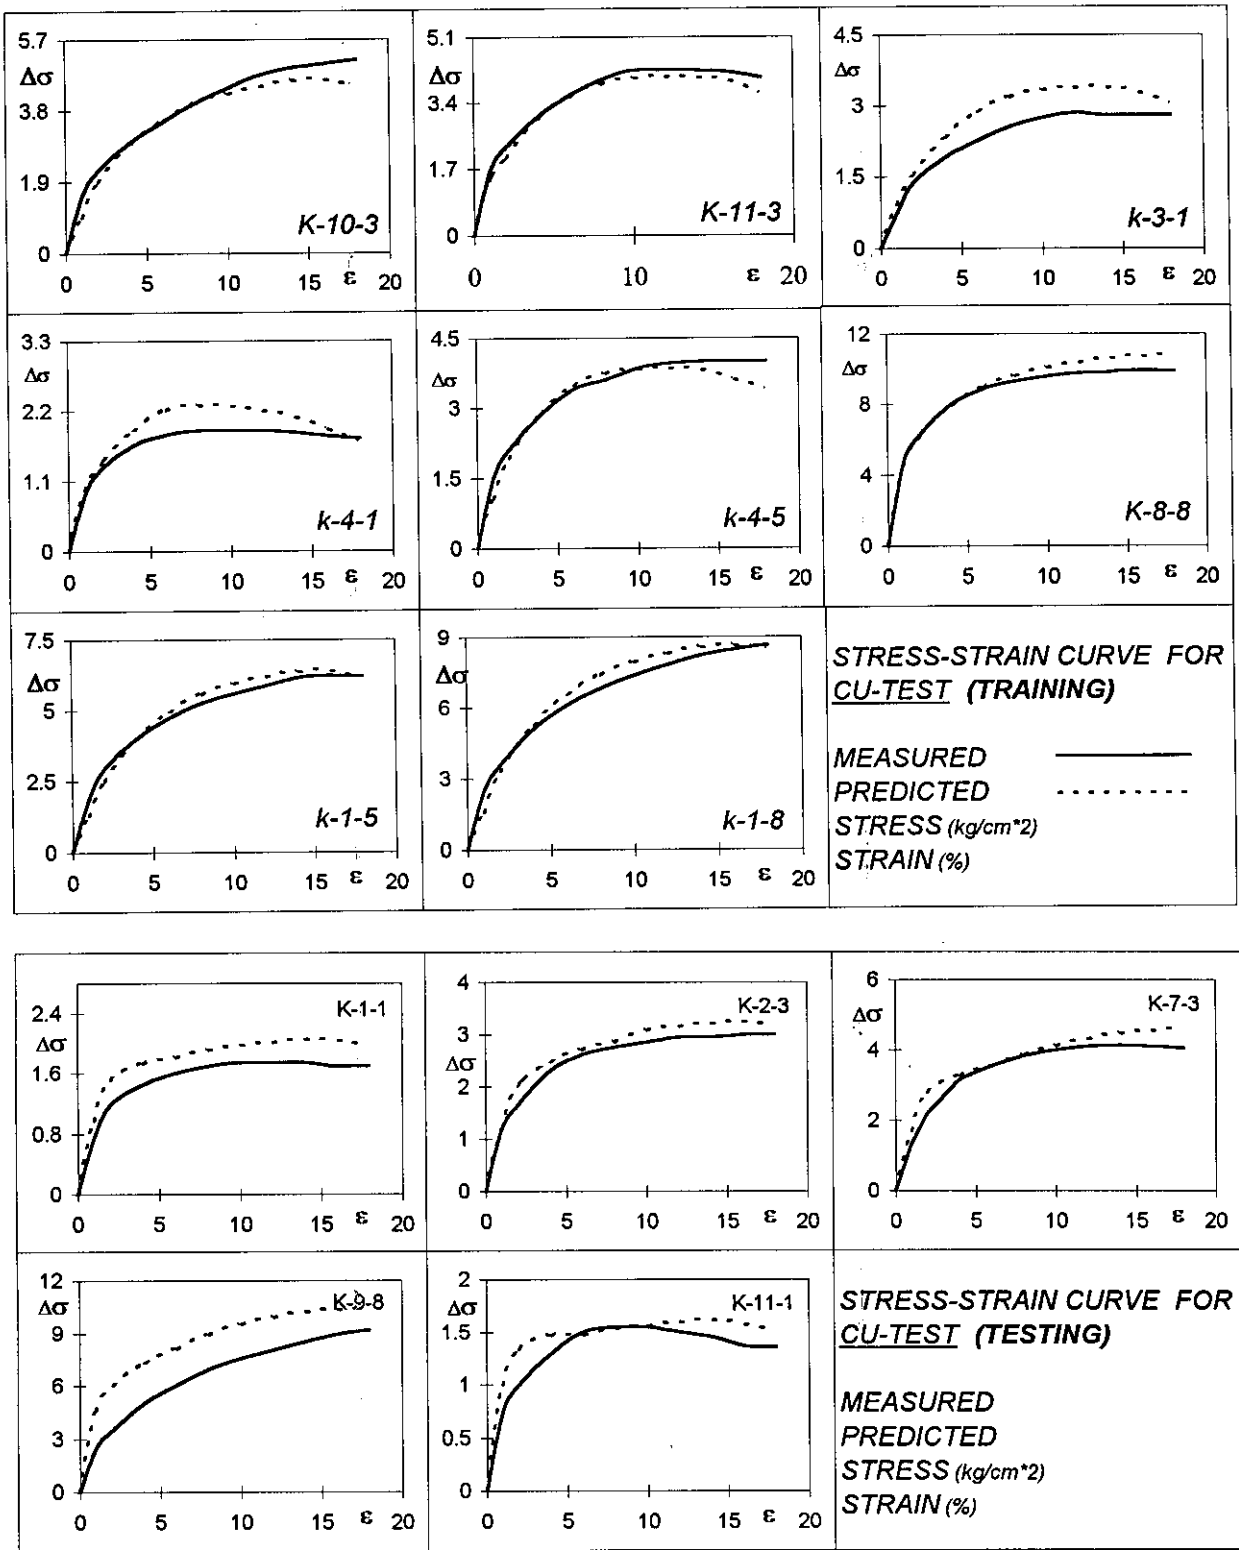 5.7
Δσ
3.8
1.9
0
K-10-3
0 5 10 15 ε 20
5.1
Δσ
3.4
1.7
0
K-11-3
0 10 ε 20
4.5
Δσ
3
1.5
0
k-3-1
0 5 10 15 ε 20
3.3
Δσ
2.2
1.1
0
k-4-1
0 5 10 15 ε 20
4.5
Δσ
3
1.5
0
k-4-5
0 5 10 15 ε 20
12
Δσ
8
4
0
K-8-8
0 5 10 15 ε 20
7.5
Δσ
5
2.5
0
k-1-5
0 5 10 15 ε 20
9
Δσ
6
3
0
k-1-8
0 5 10 15 ε 20
STRESS-STRAIN CURVE FOR
CU-TEST (TRAINING)
MEASURED
PREDICTED
STRESS (kg/cm*2)
STRAIN (%)
2.4
Δσ
1.6
0.8
0
K-1-1
0 5 10 15 ε 20
4
3
Δσ
2
1
0
K-2-3
0 5 10 15 ε 20
6
Δσ
4
2
0
K-7-3
0 5 10 15 ε 20
12
Δσ
9
6
3
0
K-9-8
0 5 10 15 ε 20
2
Δσ
1.5
1
0.5
0
K-11-1
0 5 10 15 ε 20
STRESS-STRAIN CURVE FOR
CU-TEST (TESTING)
MEASURED
PREDICTED
STRESS (kg/cm*2)
STRAIN (%)